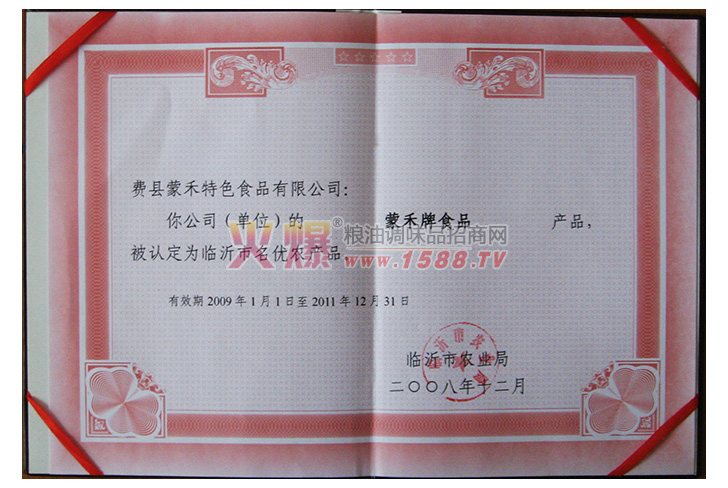 费县蒙禾特色食品有限公司:
你公司(单位)的 蒙禾牌食品 产品,
被认定为临沂市名优农产品
火爆® 粮油调味品招商网
www.1588.TV
有效期2009年1月1日至2011年12月31日
临沂市农业局
二〇〇八年十二月